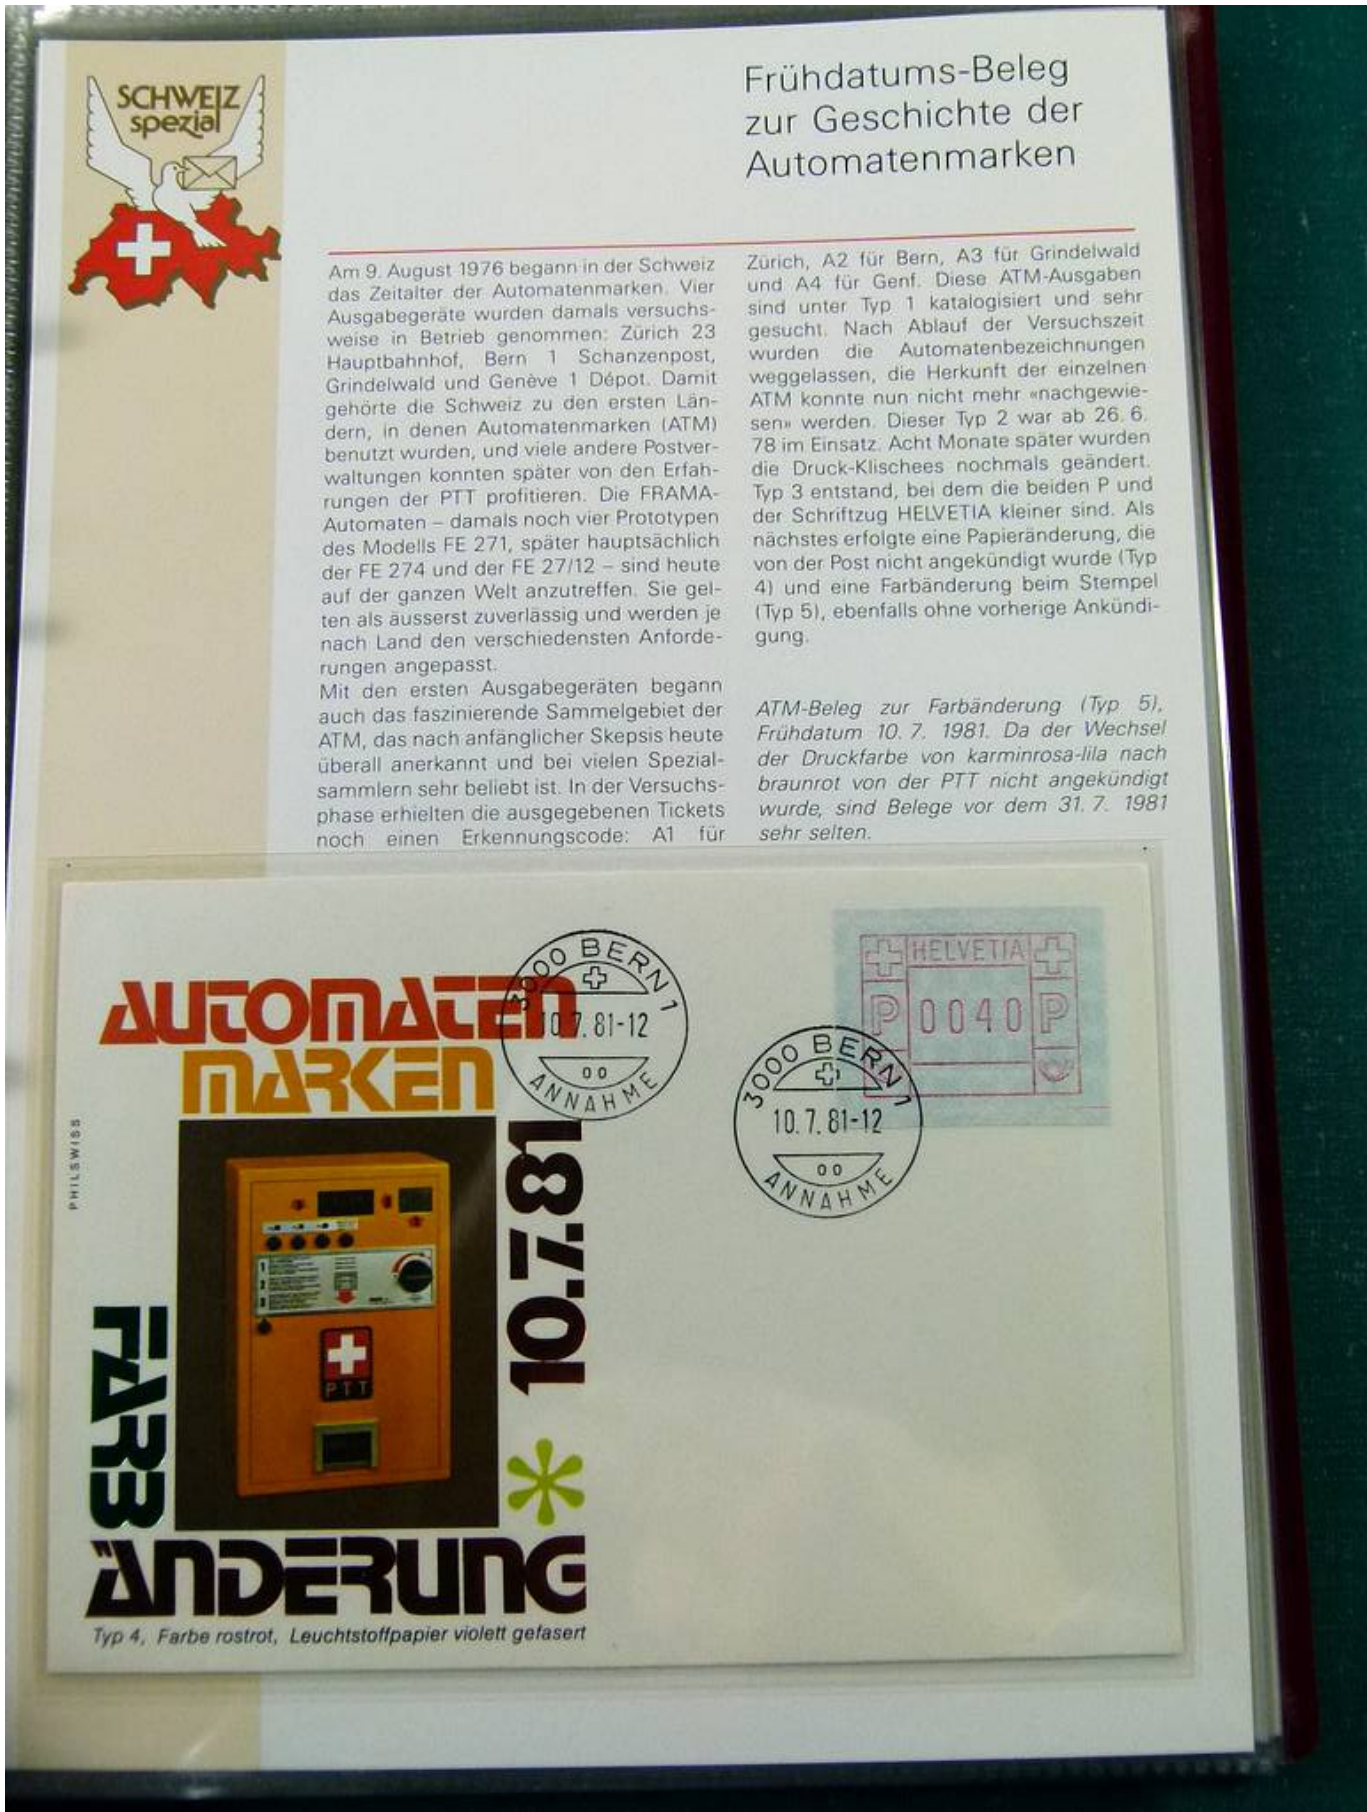 SCHWEIZ
spezial
Frühdatums-Beleg
zur Geschichte der
Automatenmarken
Am 9. August 1976 begann in der Schweiz
das Zeitalter der Automatenmarken. Vier
Ausgabegeräte wurden damals versuchs-
weise in Betrieb genommen: Zürich 23
Hauptbahnhof, Bern 1 Schanzenpost,
Grindelwald und Genève 1 Dépot. Damit
gehörte die Schweiz zu den ersten Län-
dern, in denen Automatenmarken (ATM)
benutzt wurden, und viele andere Postver-
waltungen konnten später von den Erfah-
rungen der PTT profitieren. Die FRAMA-
Automaten – damals noch vier Prototypen
des Modells FE 271, später hauptsächlich
der FE 274 und der FE 27/12 – sind heute
auf der ganzen Welt anzutreffen. Sie gel-
ten als äusserst zuverlässig und werden je
nach Land den verschiedensten Anforde-
rungen angepasst.
Mit den ersten Ausgabegeräten begann
auch das faszinierende Sammelgebiet der
ATM, das nach anfänglicher Skepsis heute
überall anerkannt und bei vielen Spezial-
sammlern sehr beliebt ist. In der Versuchs-
phase erhielten die ausgegebenen Tickets
noch einen Erkennungscode: A1 für
Zürich, A2 für Bern, A3 für Grindelwald
und A4 für Genf. Diese ATM-Ausgaben
sind unter Typ 1 katalogisiert und sehr
gesucht. Nach Ablauf der Versuchszeit
wurden die Automatenbezeichnungen
weggelassen, die Herkunft der einzelnen
ATM konnte nun nicht mehr «nachgewie-
sen» werden. Dieser Typ 2 war ab 26. 6.
78 im Einsatz. Acht Monate später wurden
die Druck-Klischees nochmals geändert.
Typ 3 entstand, bei dem die beiden P und
der Schriftzug HELVETIA kleiner sind. Als
nächstes erfolgte eine Papieränderung, die
von der Post nicht angekündigt wurde (Typ
4) und eine Farbänderung beim Stempel
(Typ 5), ebenfalls ohne vorherige Ankündi-
gung.
ATM-Beleg zur Farbänderung (Typ 5),
Frühdatum 10. 7. 1981. Da der Wechsel
der Druckfarbe von karminrosa-lila nach
braunrot von der PTT nicht angekündigt
wurde, sind Belege vor dem 31. 7. 1981
sehr selten.
AUTOMATEN
MARKEN
3000 BERN 1
10.7.81-12
00
ANNAHME
HELVETIA
P 0040 P
3000 BERN 1
10.7.81-12
00
ANNAHME
PHILSWISS
10.7.81
1
2
3
PTT
FARB
ÄNDERUNG
Typ 4, Farbe rostrot, Leuchtstoffpapier violett gefasert